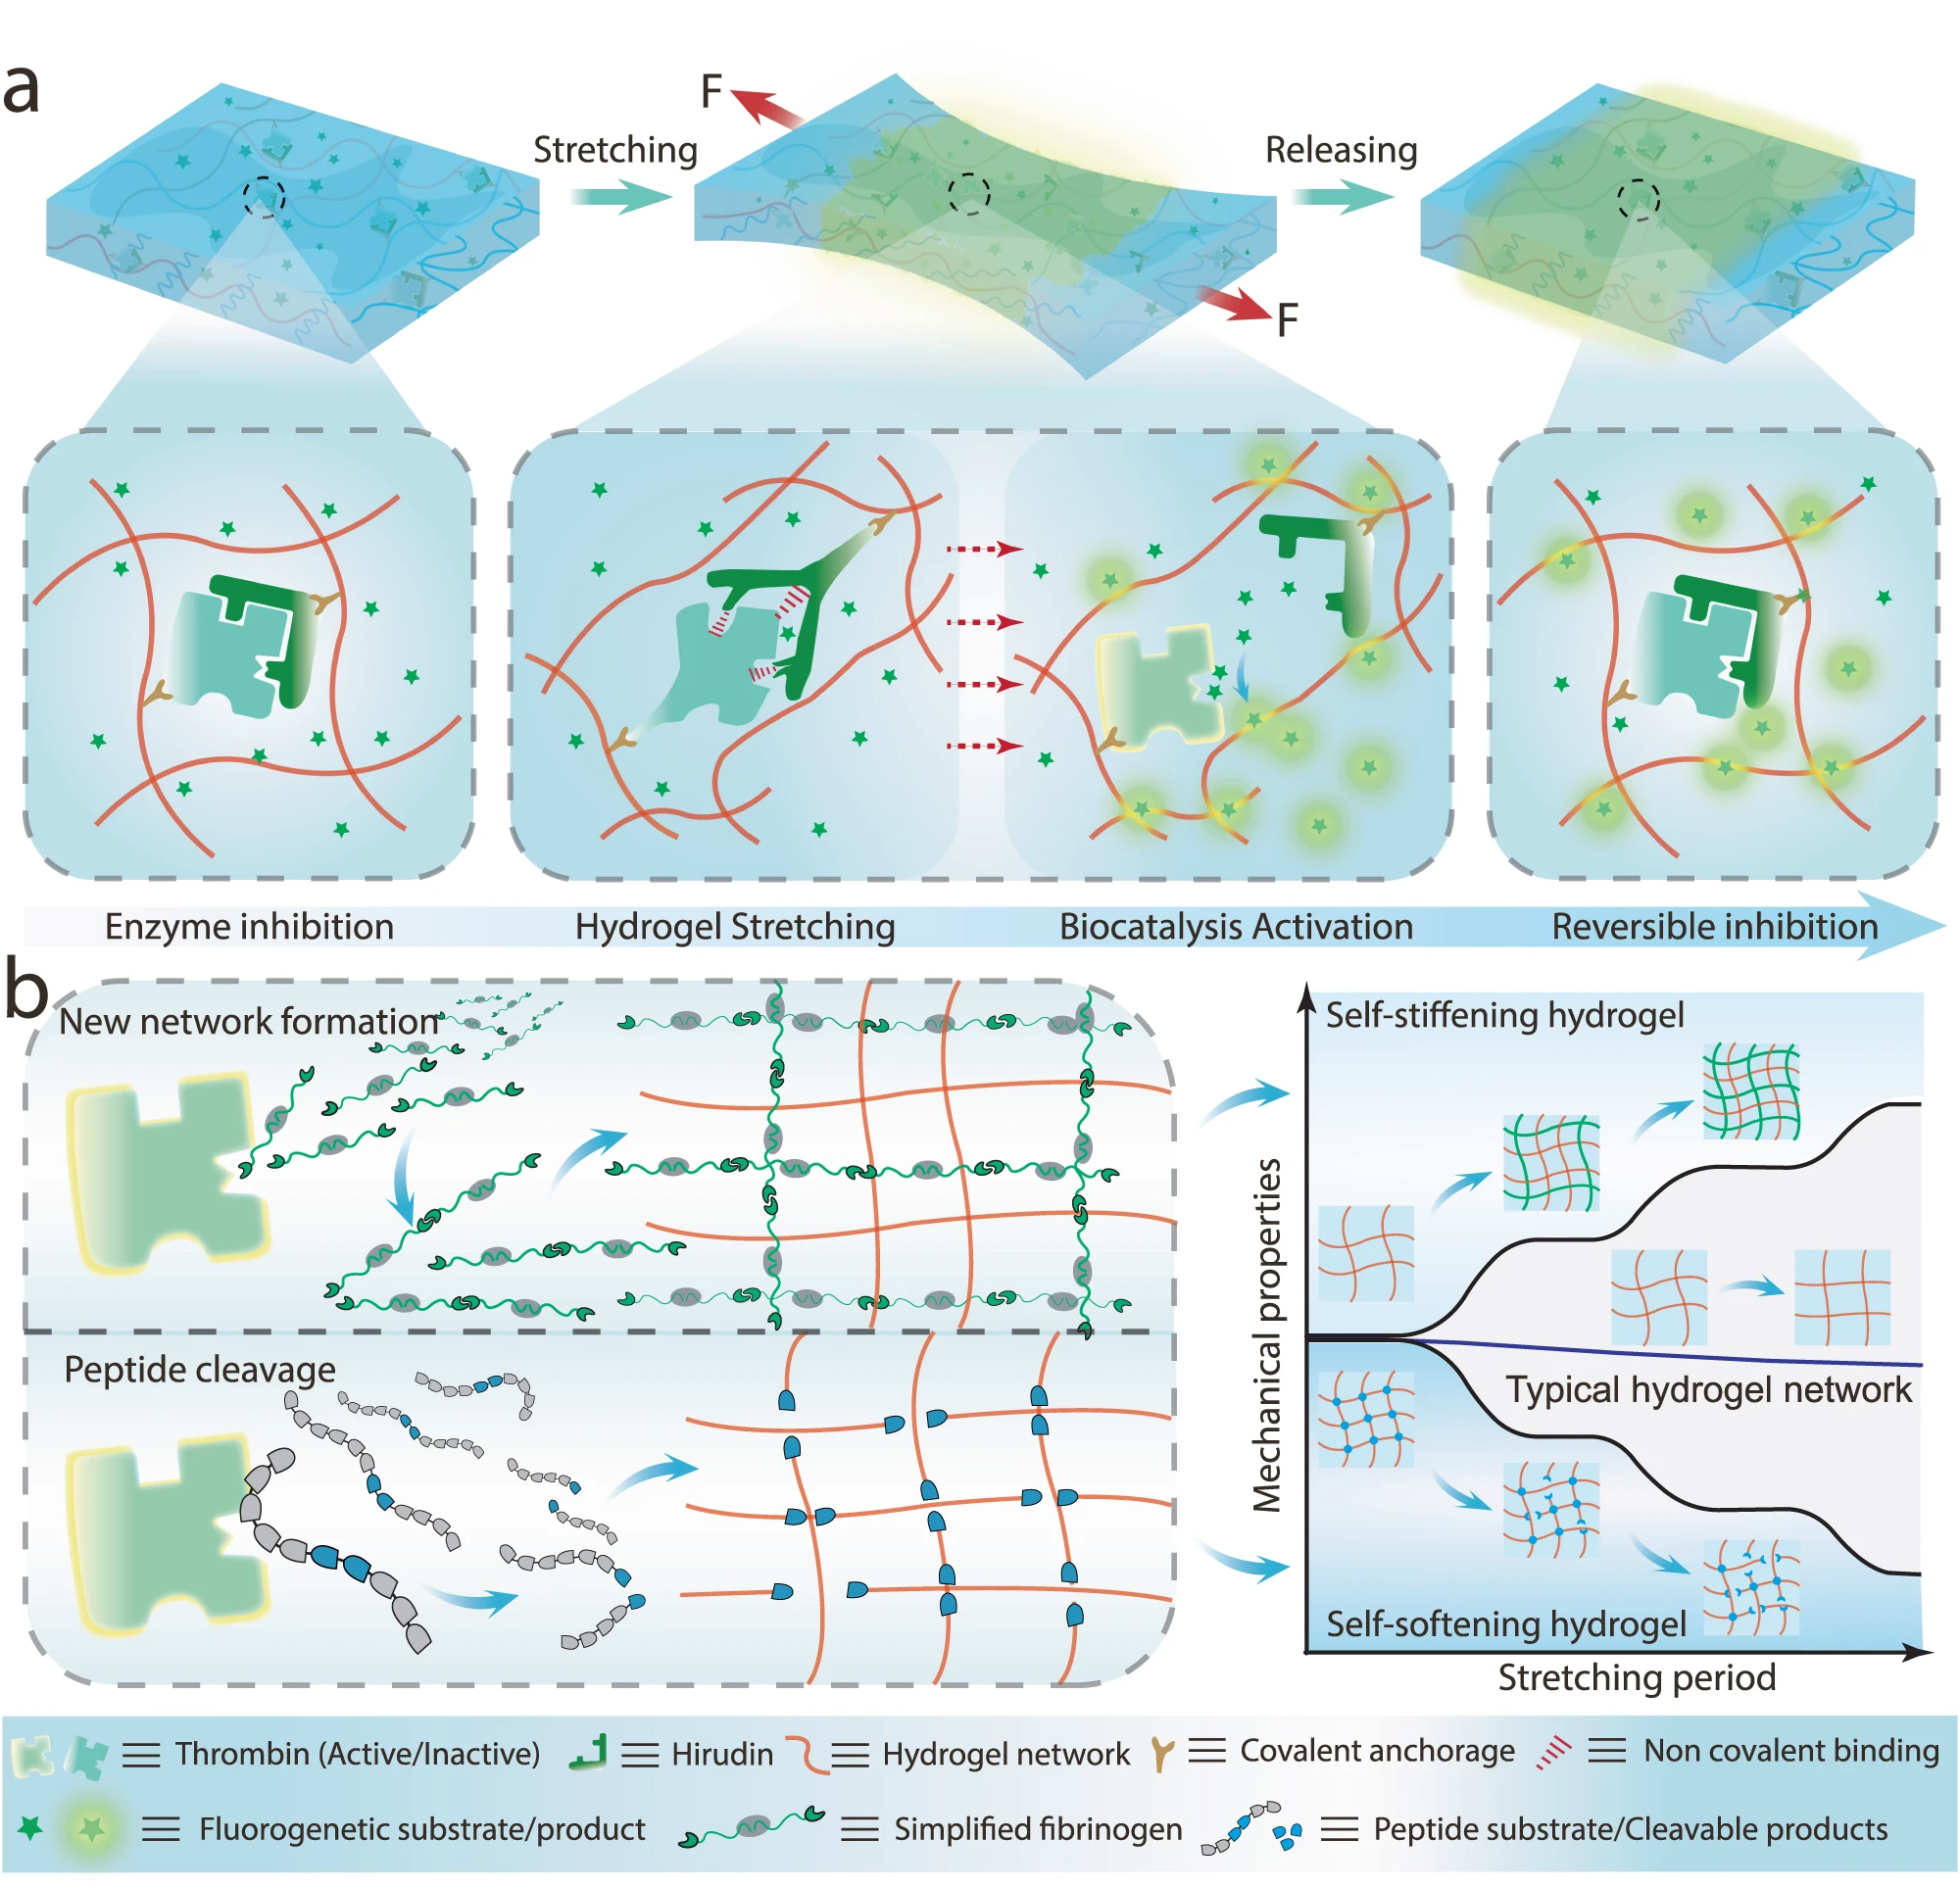 a
F
Stretching
Releasing
F
Enzyme inhibition
Hydrogel Stretching
Biocatalysis Activation
Reversible inhibition
b
New network formation
Peptide cleavage
Self-stiffening hydrogel
Mechanical properties
Typical hydrogel network
Self-softening hydrogel
Stretching period
Thrombin (Active/Inactive)
Hirudin
Hydrogel network
Covalent anchorage
Non covalent binding
Fluorogenetic substrate/product
Simplified fibrinogen
Peptide substrate/Cleavable products